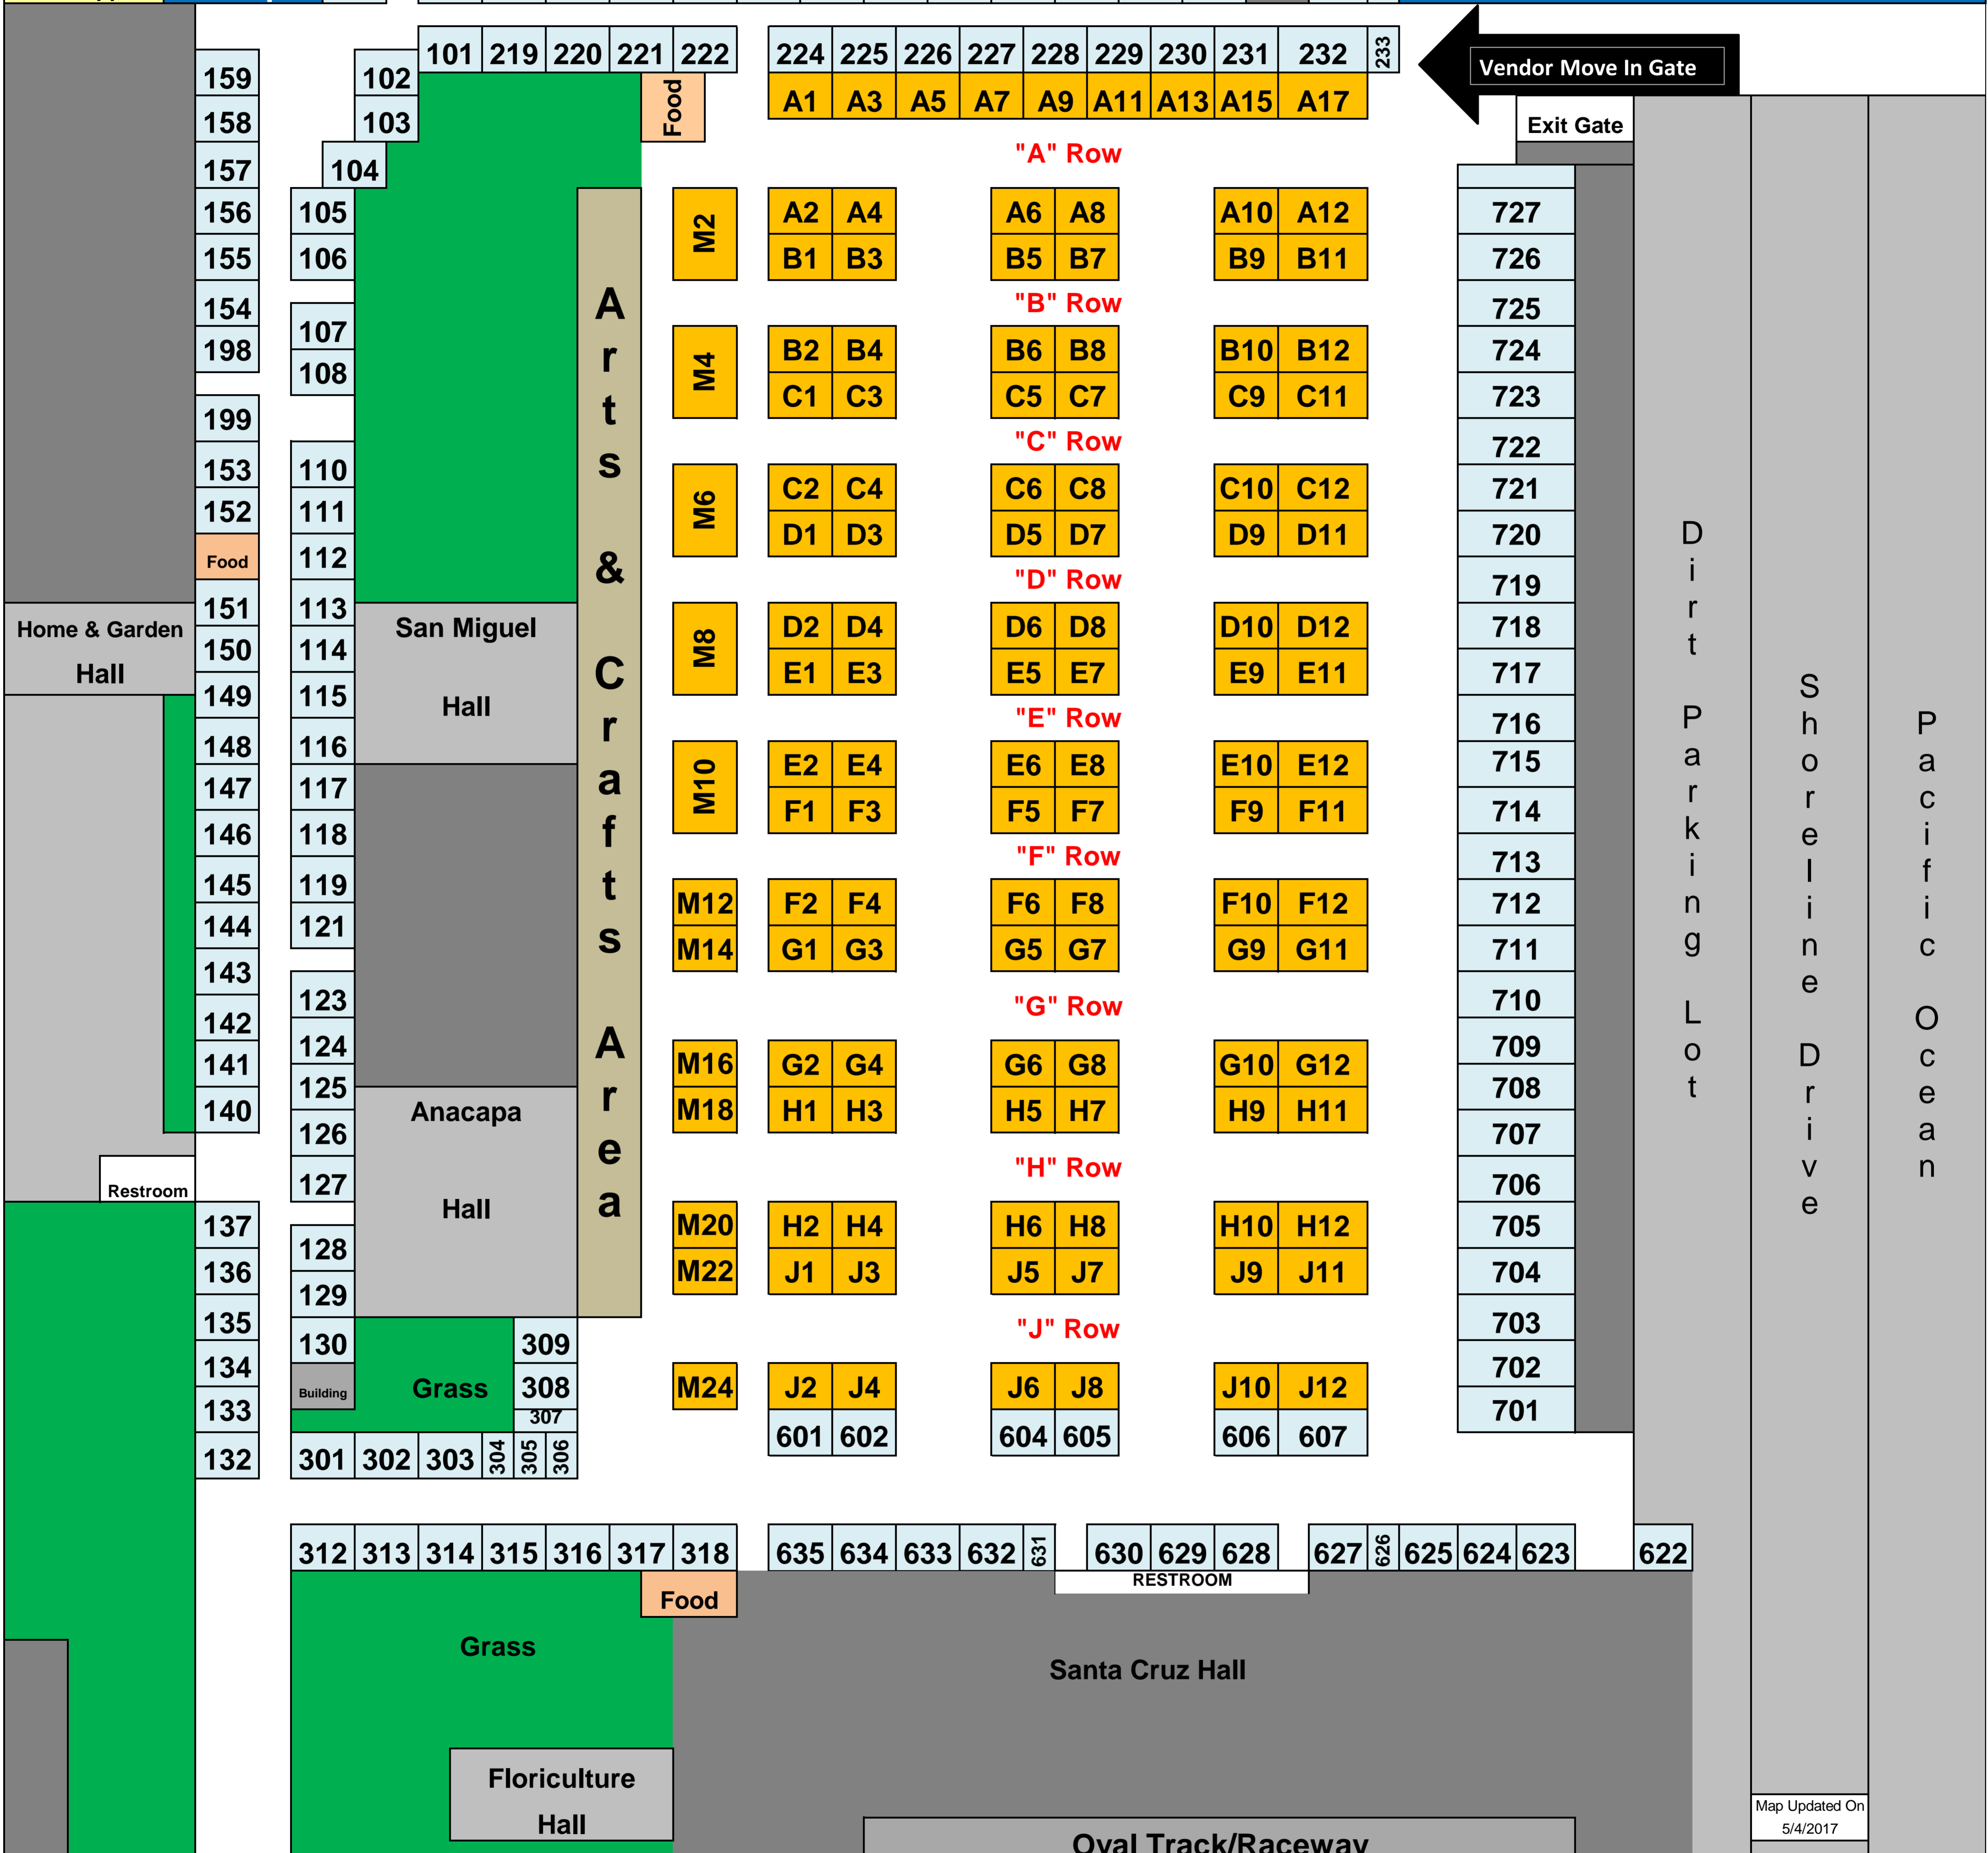 101 219 220 221 222 224 225 226 227 228 229 230 231 232 233
Vendor Move In Gate
159 102 Food A1 A3 A5 A7 A9 A11 A13 A15 A17
158 103 Exit Gate
"A" Row
157 104
156 105 M2 A2 A4 A6 A8 A10 A12 727
155 106 B1 B3 B5 B7 B9 B11 726
154 107 "B" Row 725
198 108 M4 B2 B4 B6 B8 B10 B12 724
C1 C3 C5 C7 C9 C11 723
199 "C" Row 722
153 110 M6 C2 C4 C6 C8 C10 C12 721
152 111 D1 D3 D5 D7 D9 D11 720
Food 112 "D" Row 719
151 113 M8 D2 D4 D6 D8 D10 D12 718
Home & Garden
Hall
San Miguel
Hall
150 114 E1 E3 E5 E7 E9 E11 717
149 115 "E" Row 716
148 116 M10 E2 E4 E6 E8 E10 E12 715
147 117 F1 F3 F5 F7 F9 F11 714
146 118 "F" Row 713
145 119 M12 F2 F4 F6 F8 F10 F12 712
144 121 M14 G1 G3 G5 G7 G9 G11 711
143 123 "G" Row 710
142 124 709
141 125 M16 G2 G4 G6 G8 G10 G12 708
140 126 M18 H1 H3 H5 H7 H9 H11 707
Anacapa
Hall
Arts & Crafts Area
Dirt Parking Lot
Shoreline Drive
Pacific Ocean
Restroom 127 "H" Row 706
137 128 M20 H2 H4 H6 H8 H10 H12 705
136 129 M22 J1 J3 J5 J7 J9 J11 704
135 130 309 "J" Row 703
134 Building Grass 308 M24 J2 J4 J6 J8 J10 J12 702
133 307 601 602 604 605 606 607 701
132 301 302 303 304 305 306
312 313 314 315 316 317 318 635 634 633 632 631 630 629 628 627 626 625 624 623 622
RESTROOM
Food
Grass
Santa Cruz Hall
Floriculture
Hall
Map Updated On
5/4/2017
Oval Track/Raceway